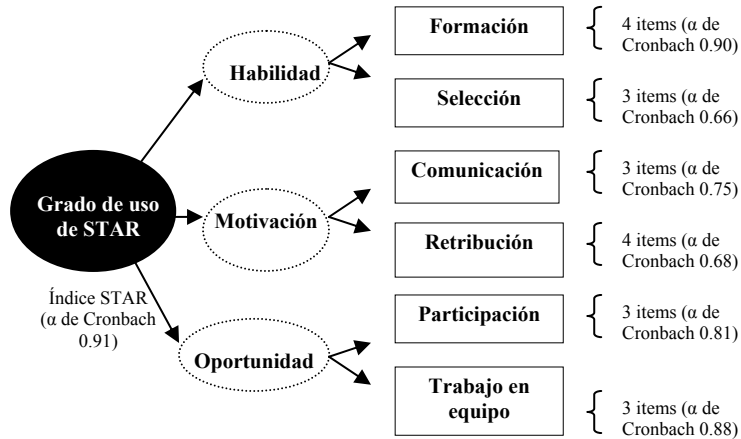 Formación
4 items (α de
Cronbach 0.90)
Habilidad
Selección
3 items (α de
Cronbach 0.66)
Comunicación
3 items (α de
Cronbach 0.75)
Grado de uso
de STAR
Motivación
Retribución
4 items (α de
Cronbach 0.68)
Índice STAR
(α de Cronbach
0.91)
Participación
3 items (α de
Cronbach 0.81)
Oportunidad
Trabajo en
equipo
3 items (α de
Cronbach 0.88)